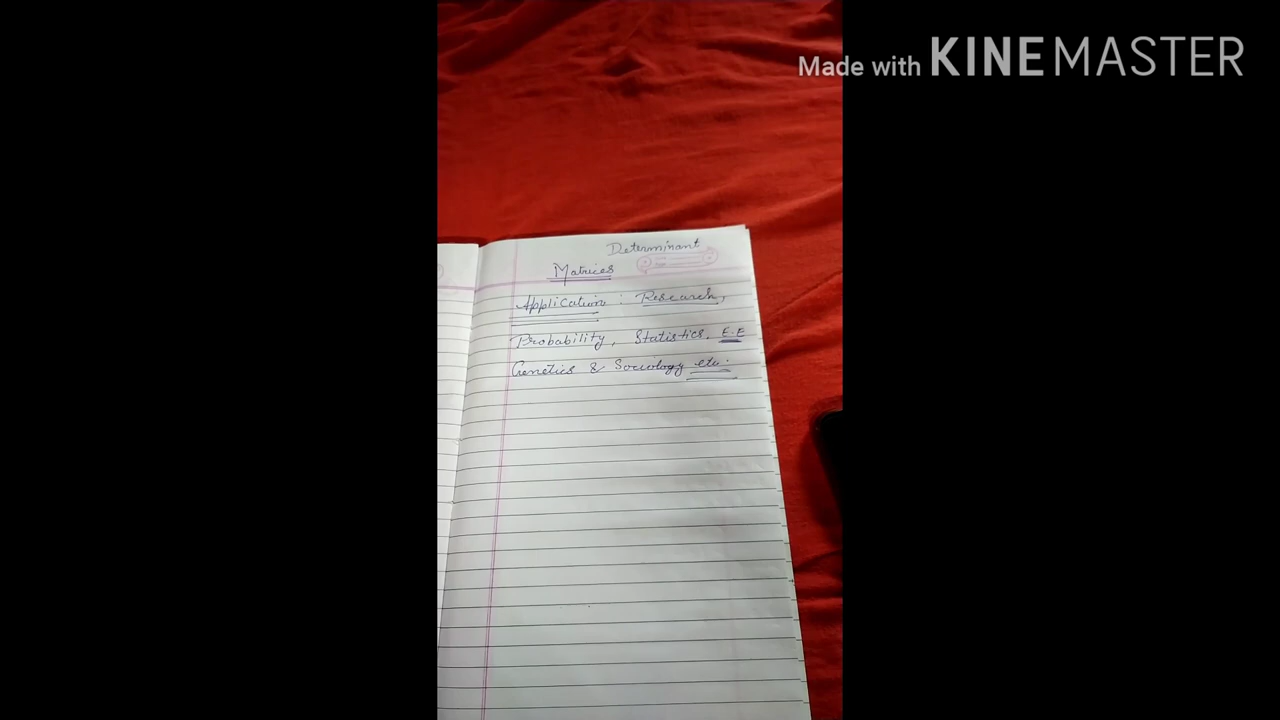 Made with KINEMASTER
Determinant
Matrices
Application : Research,
Probability, Statistics, E-E
Genetics & Sociology etc.